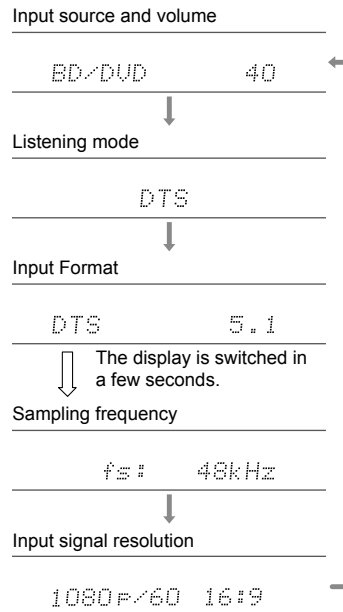 Input source and volume
BD/DVD 40
Listening mode
DTS
Input Format
DTS 5.1
The display is switched in
a few seconds.
Sampling frequency
fs: 48kHz
Input signal resolution
1080p/60 16:9